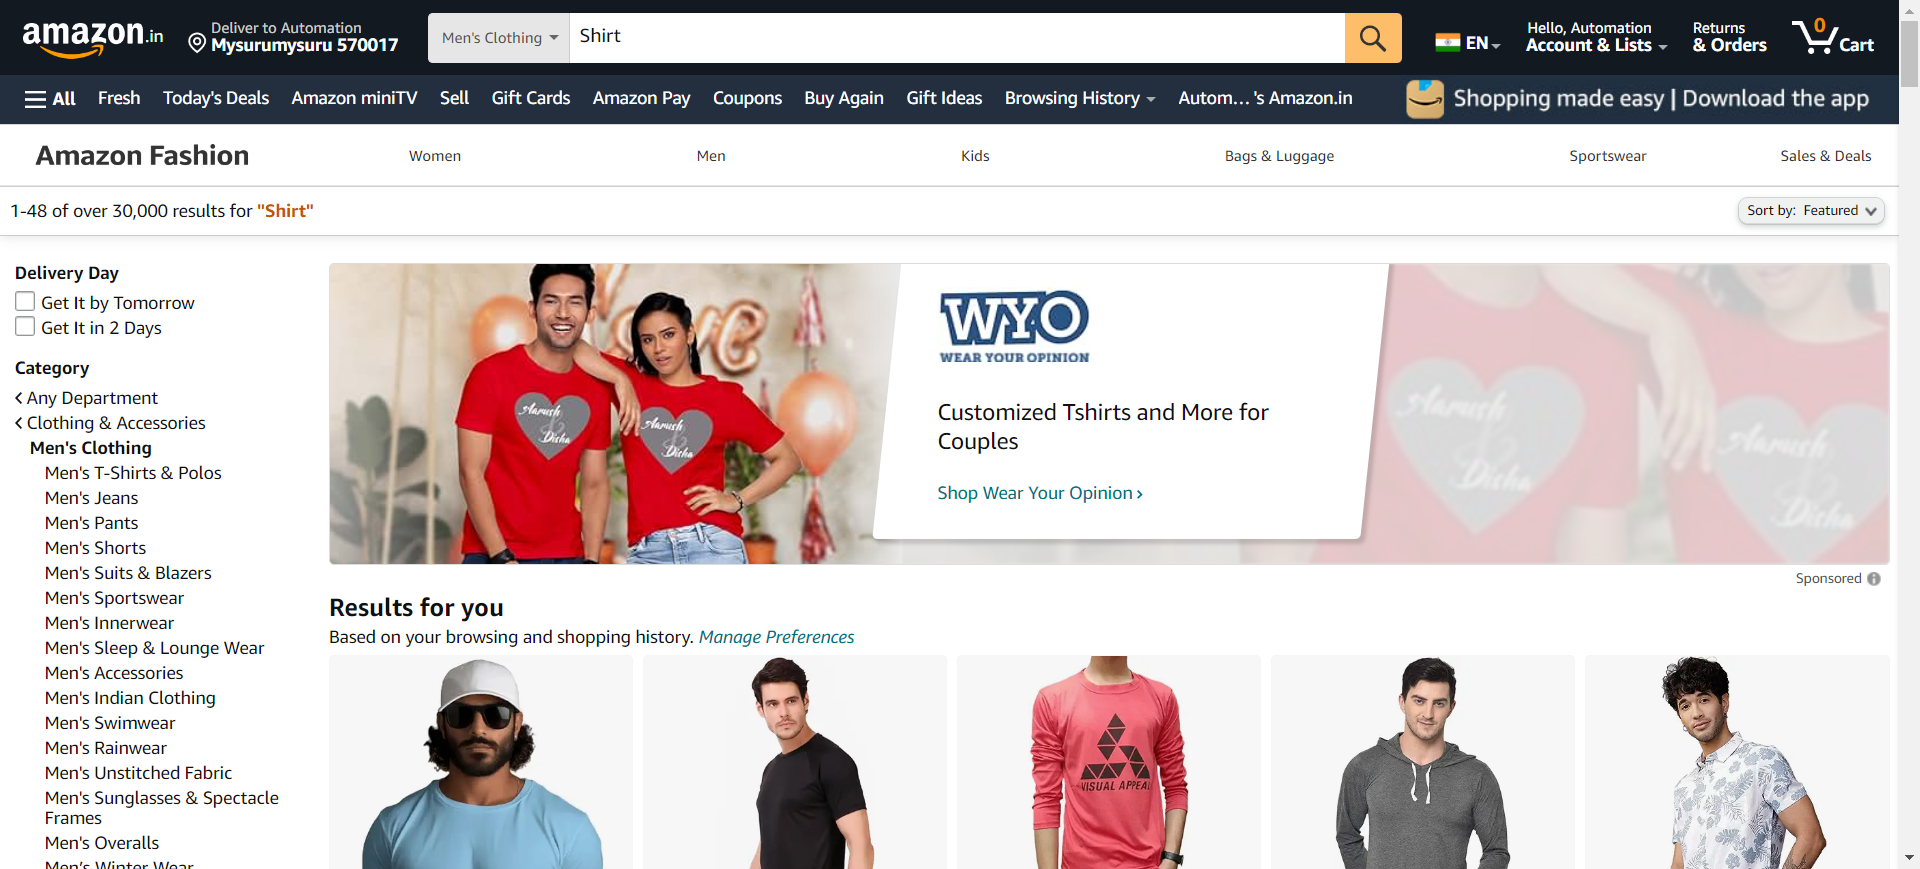 amazon.in
Deliver to Automation
Mysurumysuru 570017
Men's Clothing
Shirt
EN
Hello, Automation
Account & Lists
Returns
& Orders
0
Cart
All
Fresh
Today's Deals
Amazon miniTV
Sell
Gift Cards
Amazon Pay
Coupons
Buy Again
Gift Ideas
Browsing History
Autom... 's Amazon.in
Shopping made easy | Download the app
Amazon Fashion
Women
Men
Kids
Bags & Luggage
Sportswear
Sales & Deals
1-48 of over 30,000 results for "Shirt"
Sort by: Featured
Delivery Day
Get It by Tomorrow
Get It in 2 Days
Category
Any Department
Clothing & Accessories
Men's Clothing
Men's T-Shirts & Polos
Men's Jeans
Men's Pants
Men's Shorts
Men's Suits & Blazers
Men's Sportswear
Men's Innerwear
Men's Sleep & Lounge Wear
Men's Accessories
Men's Indian Clothing
Men's Swimwear
Men's Rainwear
Men's Unstitched Fabric
Men's Sunglasses & Spectacle
Frames
Men's Overalls
Men's Winter Wear
Love
Aarush
&
Disha
Aarush
&
Disha
WYO
WEAR YOUR OPINION
Customized Tshirts and More for
Couples
Shop Wear Your Opinion ›
Aarush
Disha
Aarush
&
Disha
Sponsored
Results for you
Based on your browsing and shopping history. Manage Preferences
VISUAL APPEAL